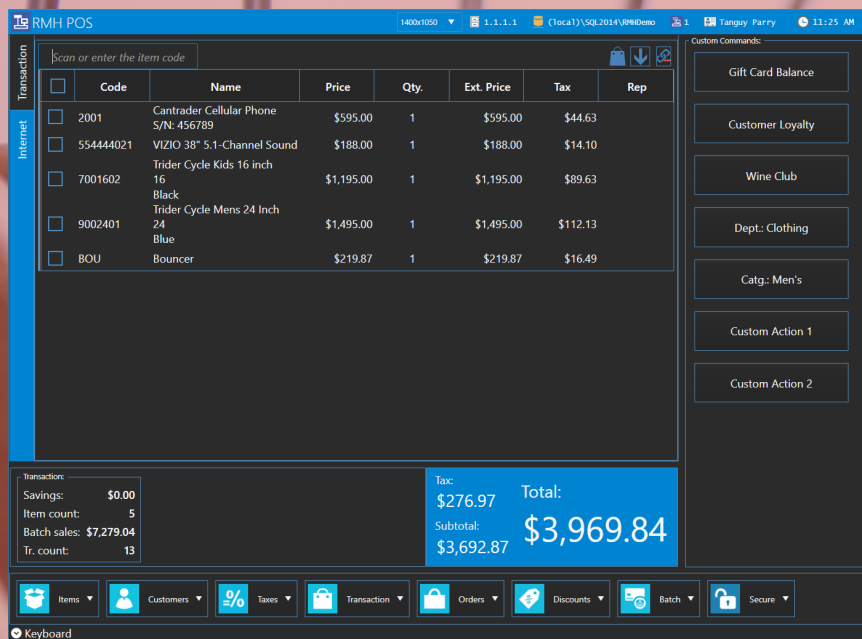 RMH POS
1400x1050 1.1.1.1 (local)\SQL2014\RMHDemo 1 Tanguy Parry 11:25 AM
Transaction
Internet
Scan or enter the item code
Code Name Price Qty. Ext. Price Tax Rep
2001 Cantrader Cellular Phone $595.00 1 $595.00 $44.63
S/N: 456789
554444021 VIZIO 38" 5.1-Channel Sound $188.00 1 $188.00 $14.10
Trider Cycle Kids 16 inch
7001602 16 $1,195.00 1 $1,195.00 $89.63
Black
Trider Cycle Mens 24 Inch
9002401 24 $1,495.00 1 $1,495.00 $112.13
Blue
BOU Bouncer $219.87 1 $219.87 $16.49
Custom Commands:
Gift Card Balance
Customer Loyalty
Wine Club
Dept.: Clothing
Catg.: Men's
Custom Action 1
Custom Action 2
Transaction:
Savings: $0.00
Item count: 5
Batch sales: $7,279.04
Tr. count: 13
Tax:
$276.97
Subtotal:
$3,692.87
Total:
$3,969.84
Items Customers Taxes Transaction Orders Discounts Batch Secure
Keyboard